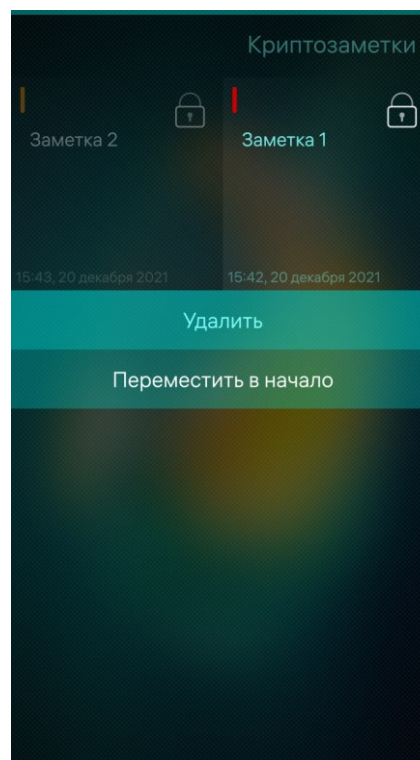 Криптозаметки
Заметка 2
Заметка 1
15:43, 20 декабря 2021
15:42, 20 декабря 2021
Удалить
Переместить в начало